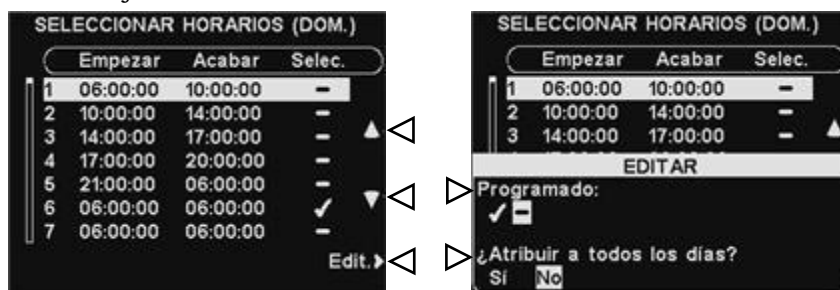 SELECCIONAR HORARIOS (DOM.)
Empezar Acabar Selec.
1 06:00:00 10:00:00 –
2 10:00:00 14:00:00 –
3 14:00:00 17:00:00 –
4 17:00:00 20:00:00 –
5 21:00:00 06:00:00 –
6 06:00:00 06:00:00 ✓
7 06:00:00 06:00:00 –
Edit.
SELECCIONAR HORARIOS (DOM.)
Empezar Acabar Selec.
1 06:00:00 10:00:00 –
2 10:00:00 14:00:00 –
3 14:00:00 17:00:00 –
EDITAR
Programado:
✓ –
¿Atribuir a todos los días?
Sí No